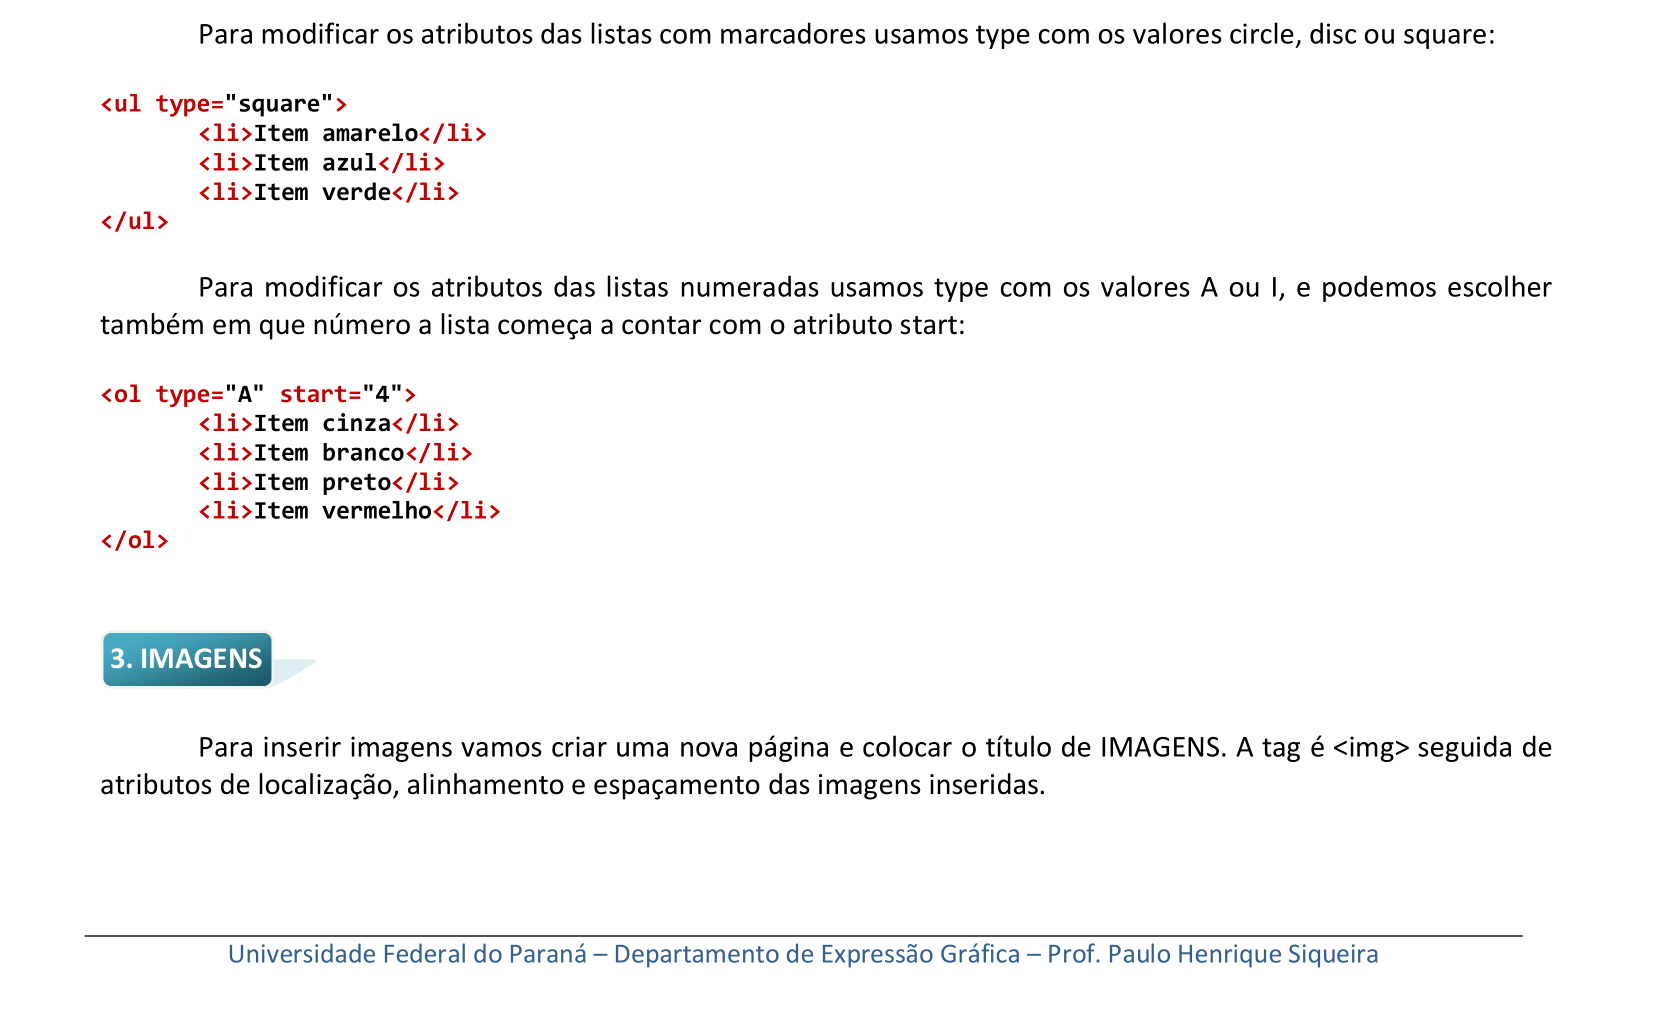 Para modificar os atributos das listas com marcadores usamos type com os valores circle, disc ou square:
<ul type="square">
<li>Item amarelo</li>
<li>Item azul</li>
<li>Item verde</li>
</ul>
Para modificar os atributos das listas numeradas usamos type com os valores A ou I, e podemos escolher
também em que número a lista começa a contar com o atributo start:
<ol type="A" start="4">
<li>Item cinza</li>
<li>Item branco</li>
<li>Item preto</li>
<li>Item vermelho</li>
</ol>
3. IMAGENS
Para inserir imagens vamos criar uma nova página e colocar o título de IMAGENS. A tag é <img> seguida de
atributos de localização, alinhamento e espaçamento das imagens inseridas.
Universidade Federal do Paraná – Departamento de Expressão Gráfica – Prof. Paulo Henrique Siqueira